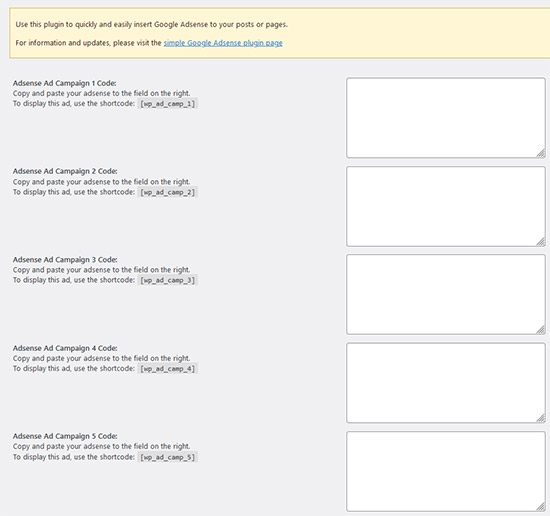 Use this plugin to quickly and easily insert Google Adsense to your posts or pages.
For information and updates, please visit the simple Google Adsense plugin page
Adsense Ad Campaign 1 Code:
Copy and paste your adsense to the field on the right.
To display this ad, use the shortcode: [wp_ad_camp_1]
Adsense Ad Campaign 2 Code:
Copy and paste your adsense to the field on the right.
To display this ad, use the shortcode: [wp_ad_camp_2]
Adsense Ad Campaign 3 Code:
Copy and paste your adsense to the field on the right.
To display this ad, use the shortcode: [wp_ad_camp_3]
Adsense Ad Campaign 4 Code:
Copy and paste your adsense to the field on the right.
To display this ad, use the shortcode: [wp_ad_camp_4]
Adsense Ad Campaign 5 Code:
Copy and paste your adsense to the field on the right.
To display this ad, use the shortcode: [wp_ad_camp_5]